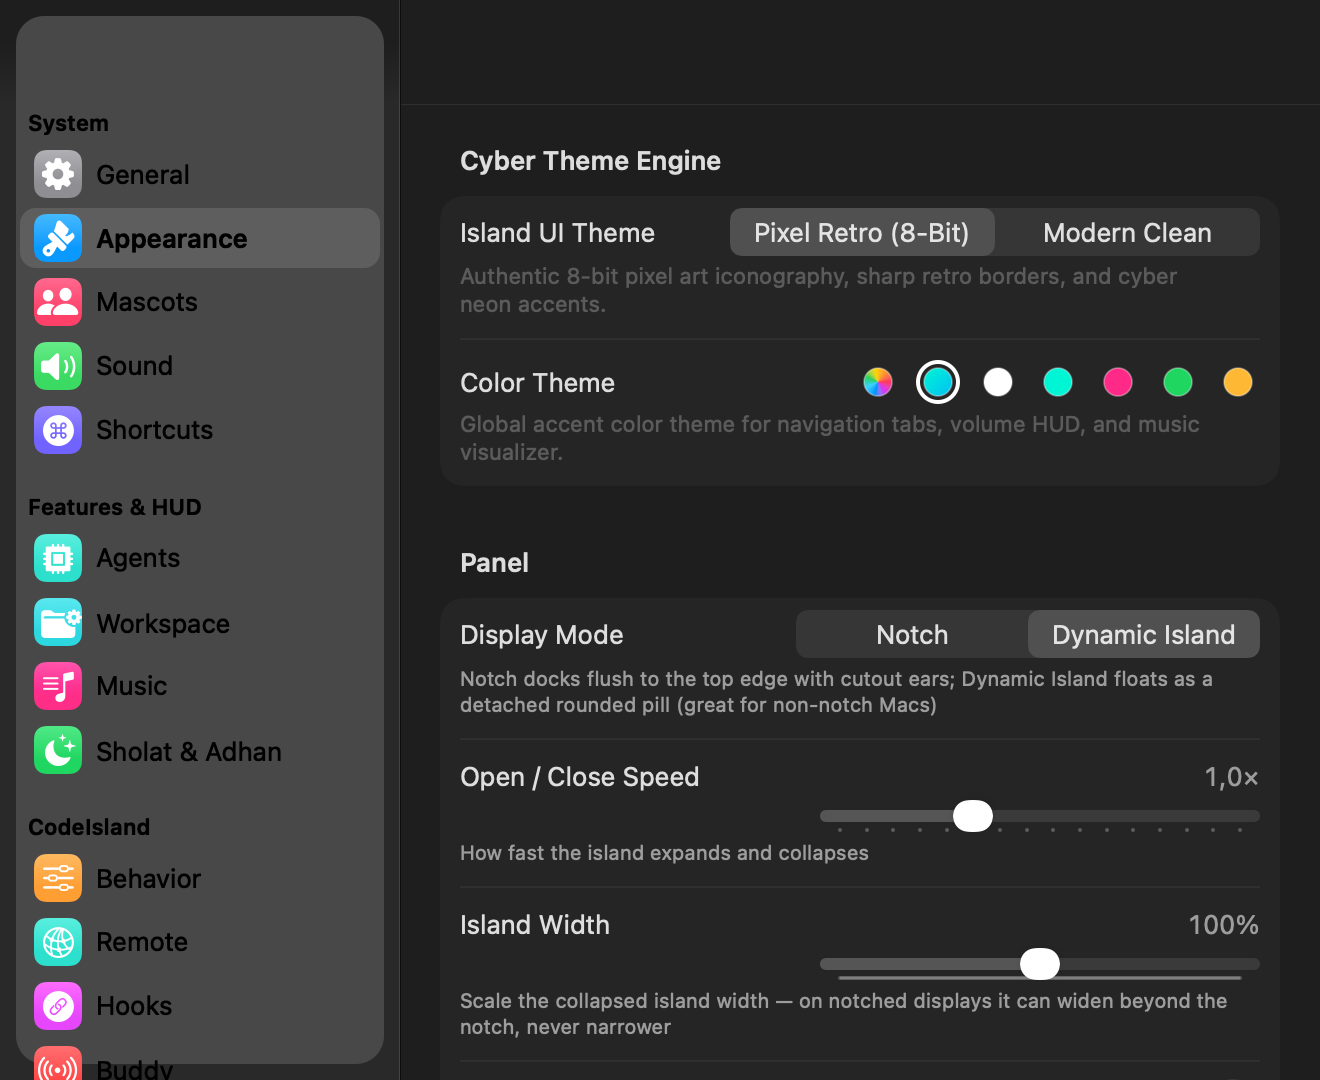 System
General
Appearance
Mascots
Sound
Shortcuts
Features & HUD
Agents
Workspace
Music
Sholat & Adhan
CodeIsland
Behavior
Remote
Hooks
Buddy
Cyber Theme Engine
Island UI Theme
Pixel Retro (8-Bit)
Modern Clean
Authentic 8-bit pixel art iconography, sharp retro borders, and cyber
neon accents.
Color Theme
Global accent color theme for navigation tabs, volume HUD, and music
visualizer.
Panel
Display Mode
Notch
Dynamic Island
Notch docks flush to the top edge with cutout ears; Dynamic Island floats as a
detached rounded pill (great for non-notch Macs)
Open / Close Speed
1,0×
How fast the island expands and collapses
Island Width
100%
Scale the collapsed island width — on notched displays it can widen beyond the
notch, never narrower